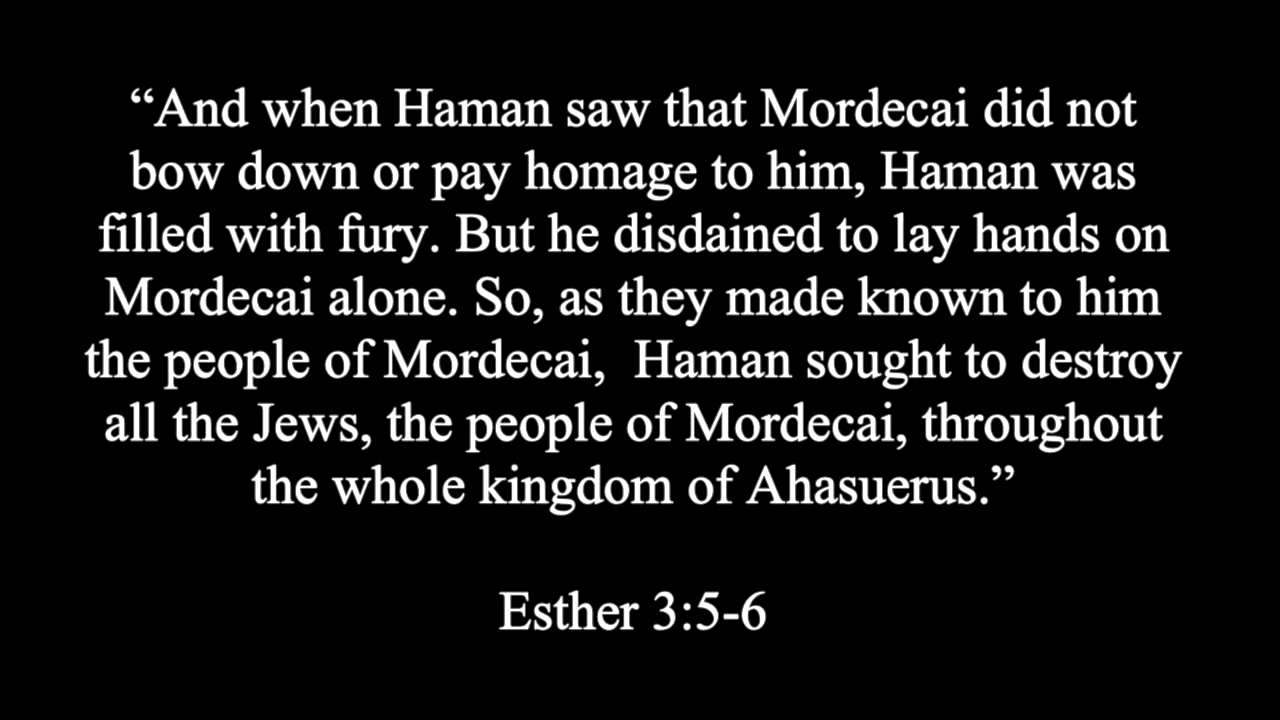 “And when Haman saw that Mordecai did not
bow down or pay homage to him, Haman was
filled with fury. But he disdained to lay hands on
Mordecai alone. So, as they made known to him
the people of Mordecai,  Haman sought to destroy
all the Jews, the people of Mordecai, throughout
the whole kingdom of Ahasuerus.”
Esther 3:5-6